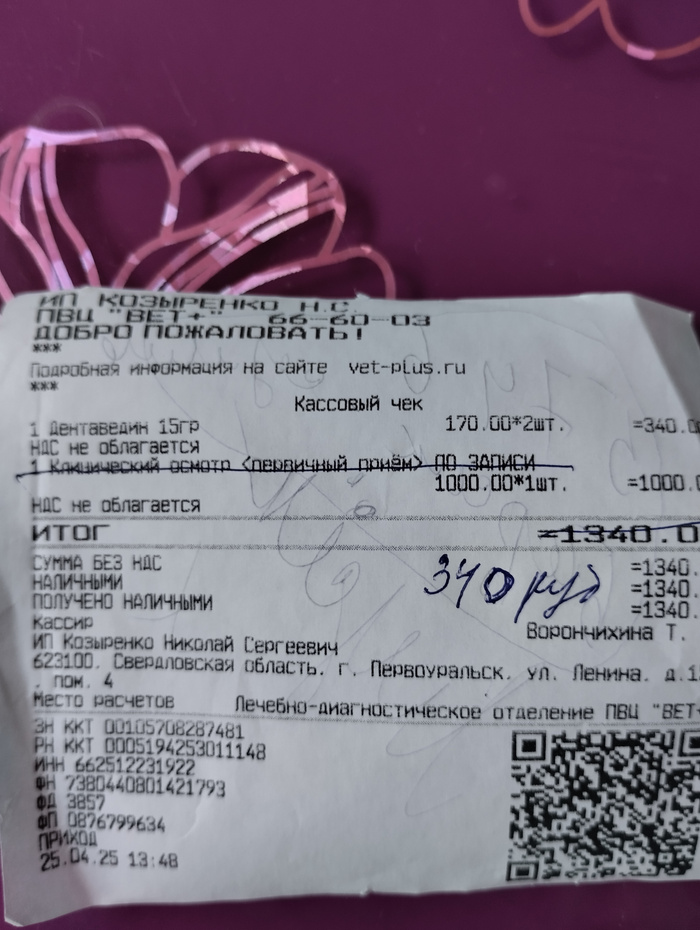 ИП КОЗЫРЕНКО Н.С.
ПВЦ "ВЕТ+" 66-60-03
ДОБРО ПОЖАЛОВАТЬ!
***
Подробная информация на сайте vet-plus.ru
***
Кассовый чек
1 Дентаведин 15гр 170.00*2шт. =340.0
НДС не облагается
1 Клинический осмотр <первичный приём> ПО ЗАПИСИ
1000.00*1шт. =1000.0
НДС не облагается
ИТОГ =1340.0
СУММА БЕЗ НДС =1340.
НАЛИЧНЫМИ =1340.
ПОЛУЧЕНО НАЛИЧНЫМИ =1340.
340 руб
Кассир Ворончихина Т.
ИП Козыренко Николай Сергеевич
623100. Свердловская область. г. Первоуральск. ул. Ленина. д.1
. пом. 4
Место расчетов Лечебно-диагностическое отделение ПВЦ "ВЕТ+
ЗН ККТ 00105708287481
РН ККТ 0005194253011148
ИНН 662512231922
ФН 7380440801421793
ФД 3857
ФП 0876799634
ПРИХОД
25.04.25 13:48